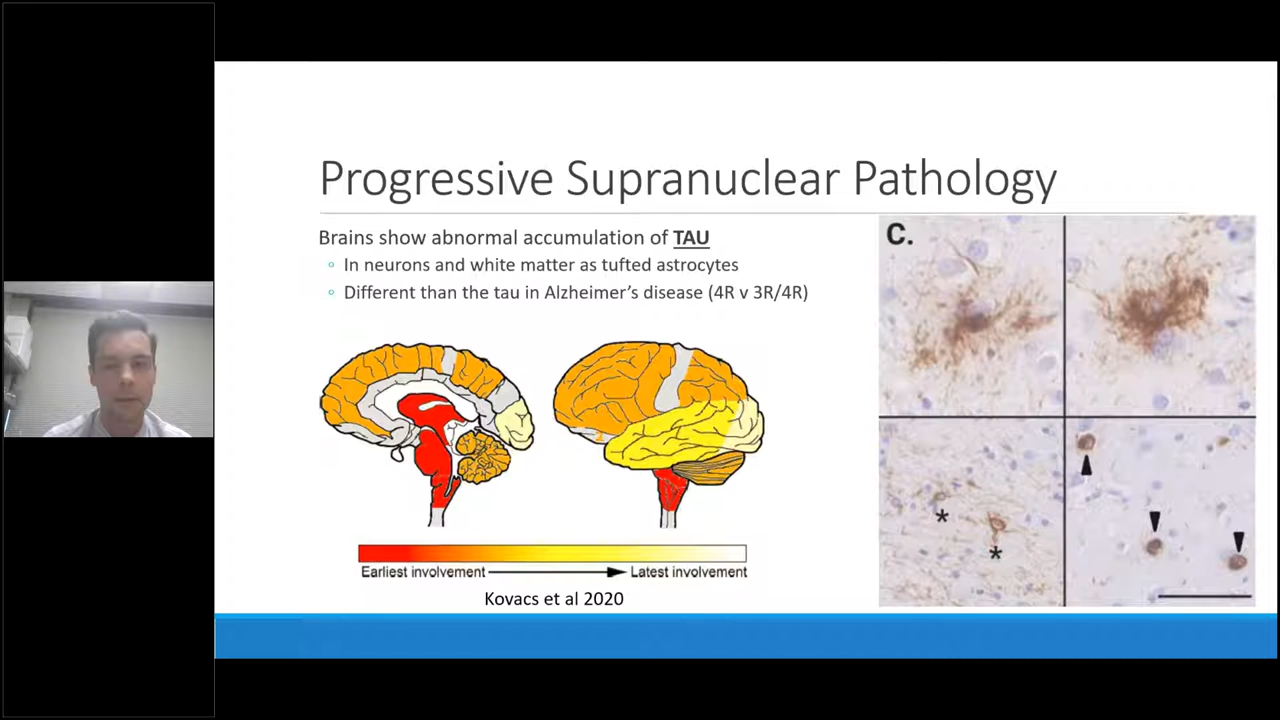 Progressive Supranuclear Pathology
Brains show abnormal accumulation of TAU
In neurons and white matter as tufted astrocytes
Different than the tau in Alzheimer's disease (4R v 3R/4R)
Earliest involvement
Latest involvement
Kovacs et al 2020
C.
*
*